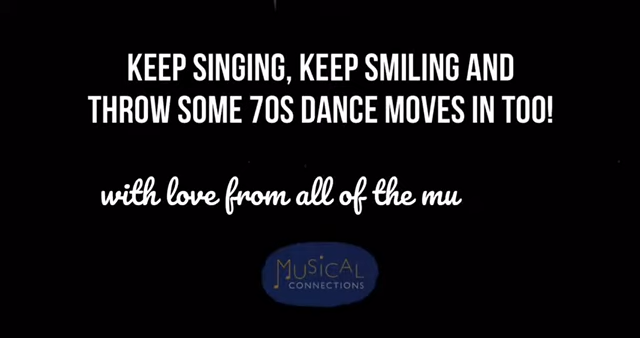 KEEP SINGING, KEEP SMILING AND
THROW SOME 70S DANCE MOVES IN TOO!
with love from all of the mu
MUSICAL
CONNECTIONS